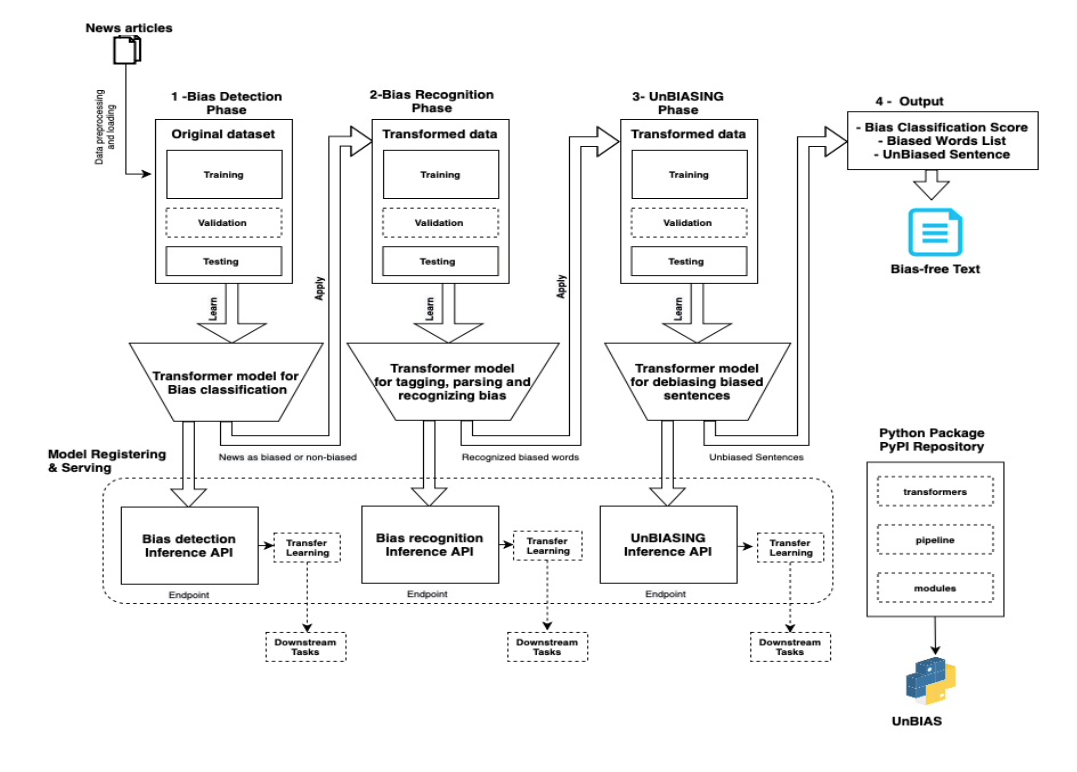 News articles
Data preprocessing
and loading
1 -Bias Detection
Phase
Original dataset
Training
Validation
Testing
Learn
Transformer model for
Bias classification
News as biased or non-biased
Apply
2-Bias Recognition
Phase
Transformed data
Training
Validation
Testing
Learn
Transformer model
for tagging, parsing and
recognizing bias
Recognized biased words
Apply
3- UnBIASING
Phase
Transformed data
Training
Validation
Testing
Learn
Transformer model
for debiasing biased
sentences
Unbiased Sentences
4 - Output
- Bias Classification Score
- Biased Words List
- UnBiased Sentence
Bias-free Text
Model Registering
& Serving
Bias detection
Inference API
Endpoint
Transfer
Learning
Downstream
Tasks
Bias recognition
Inference API
Endpoint
Transfer
Learning
Downstream
Tasks
UnBIASING
Inference API
Endpoint
Transfer
Learning
Downstream
Tasks
Python Package
PyPI Repository
transformers
pipeline
modules
UnBIAS